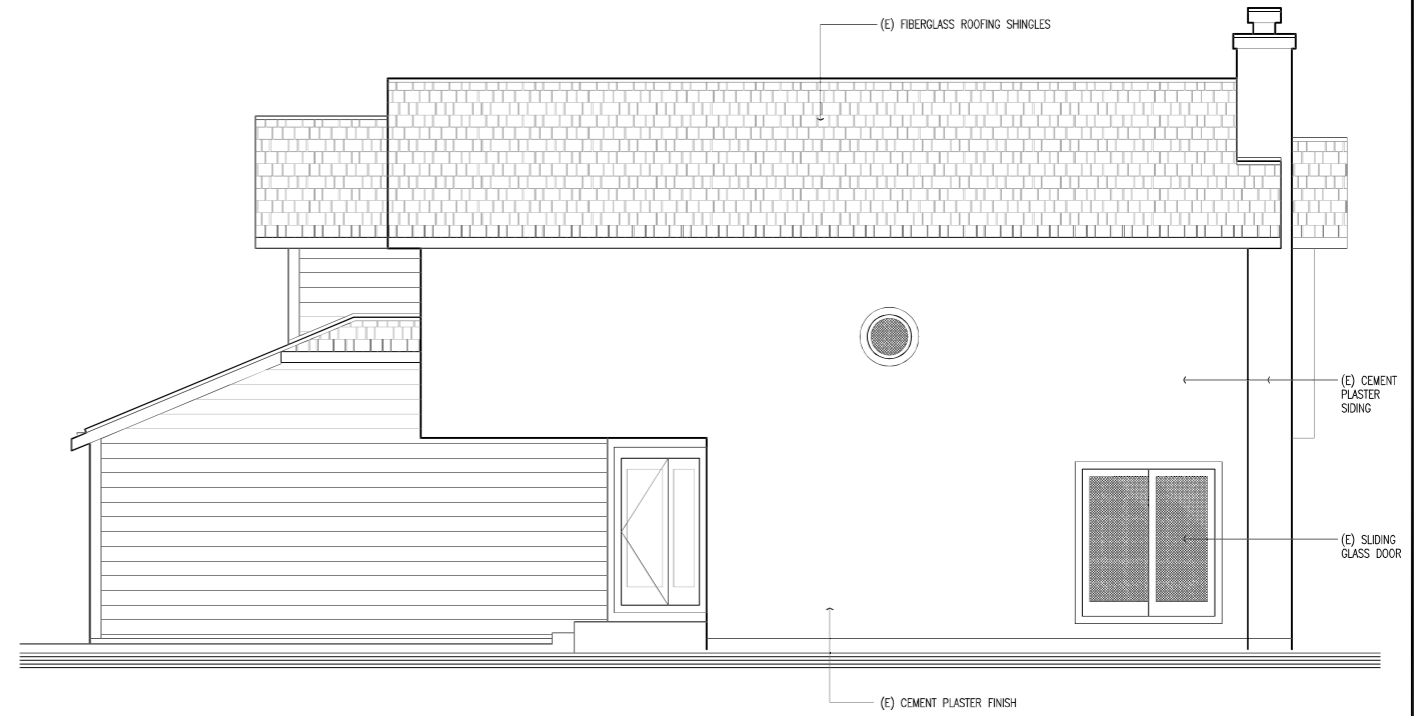 (E) FIBERGLASS ROOFING SHINGLES
(E) CEMENT
PLASTER
SIDING
(E) SLIDING
GLASS DOOR
(E) CEMENT PLASTER FINISH